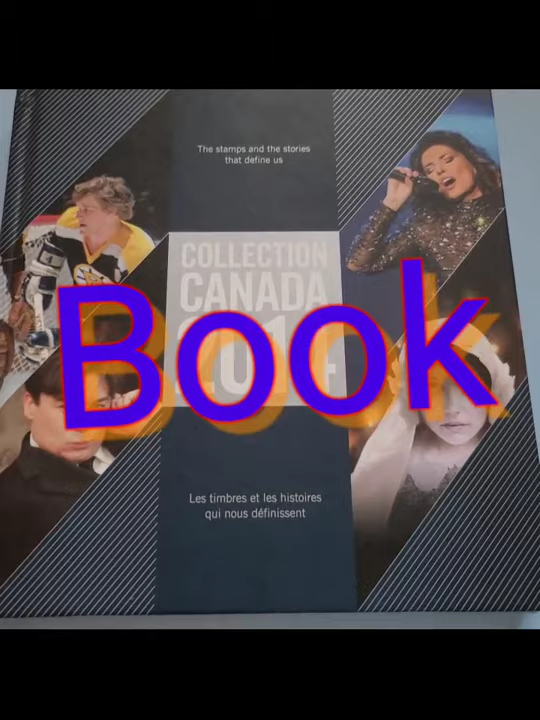 The stamps and the stories
that define us
COLLECTION
CANADA
2014
Book
Les timbres et les histoires
qui nous définissent